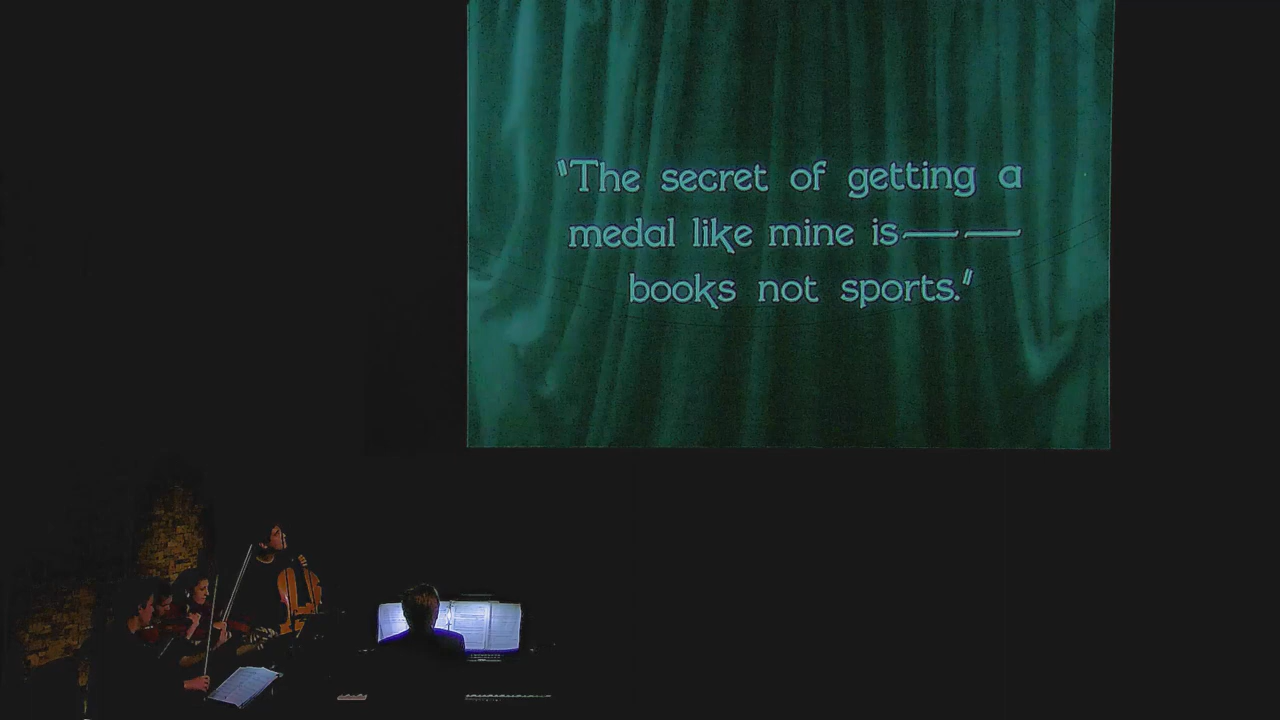 "The secret of getting a
medal like mine is— —
books not sports."